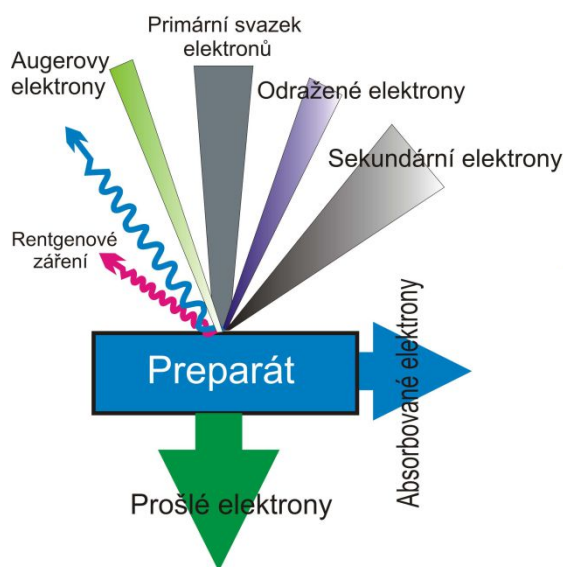 Primární svazek
elektronů
Augerovy
elektrony
Odražené elektrony
Sekundární elektrony
Rentgenové
záření
Preparát
Absorbované elektrony
Prošlé elektrony